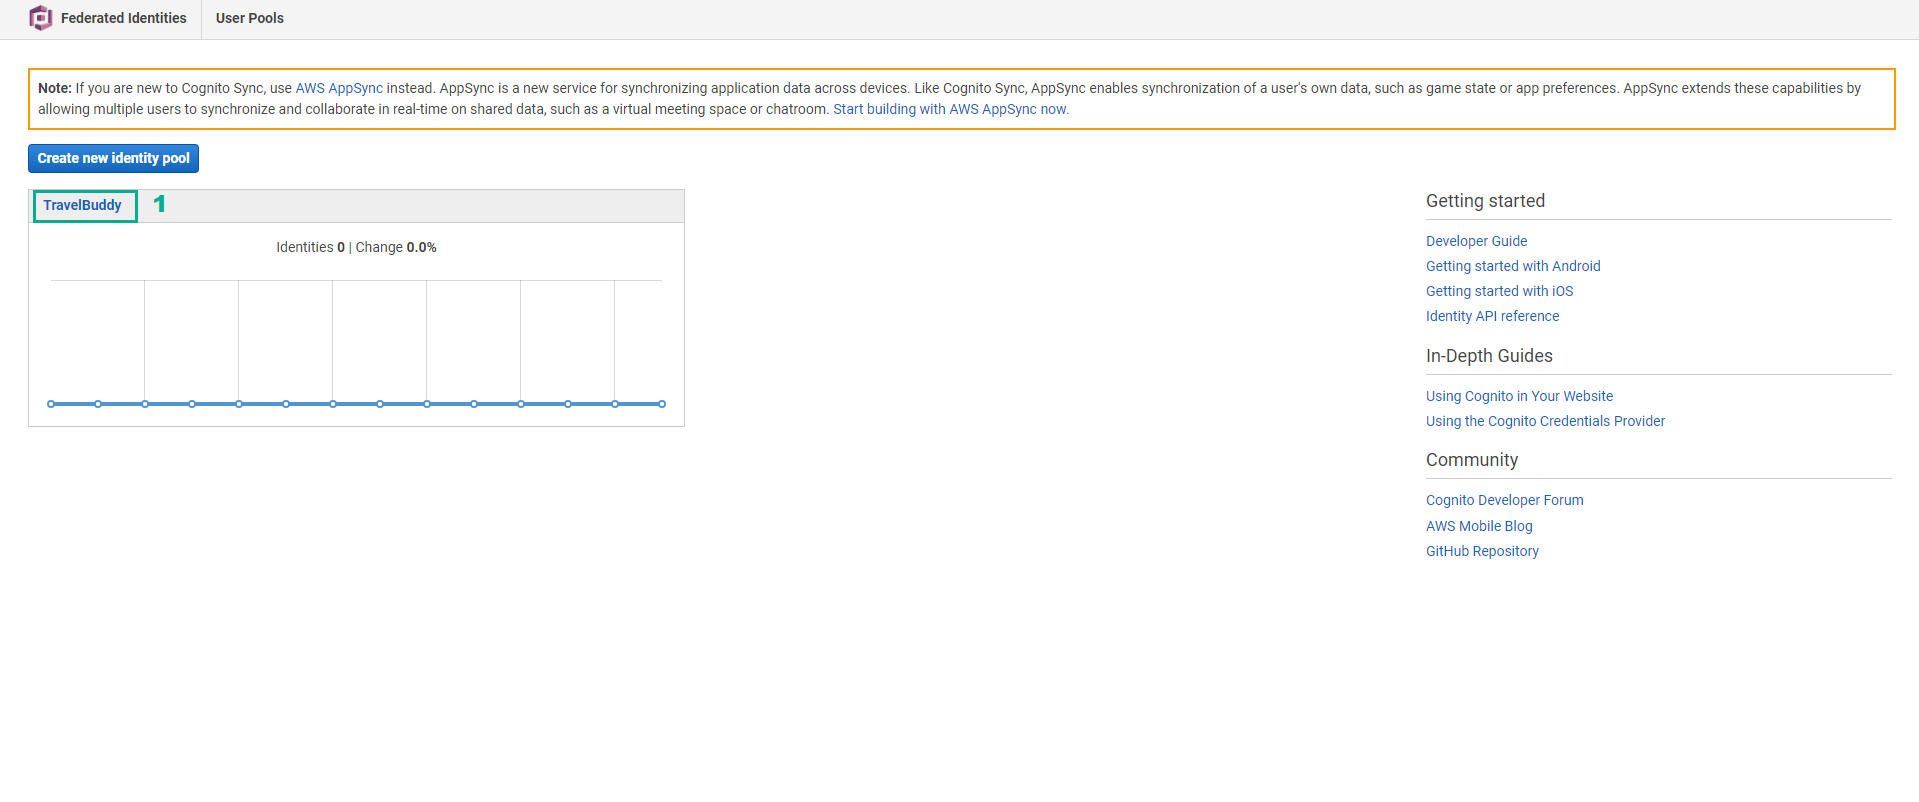 Federated Identities
User Pools
Note: If you are new to Cognito Sync, use AWS AppSync instead. AppSync is a new service for synchronizing application data across devices. Like Cognito Sync, AppSync enables synchronization of a user's own data, such as game state or app preferences. AppSync extends these capabilities by
allowing multiple users to synchronize and collaborate in real-time on shared data, such as a virtual meeting space or chatroom. Start building with AWS AppSync now.
Create new identity pool
TravelBuddy 1
Identities 0 | Change 0.0%
Getting started
Developer Guide
Getting started with Android
Getting started with iOS
Identity API reference
In-Depth Guides
Using Cognito in Your Website
Using the Cognito Credentials Provider
Community
Cognito Developer Forum
AWS Mobile Blog
GitHub Repository